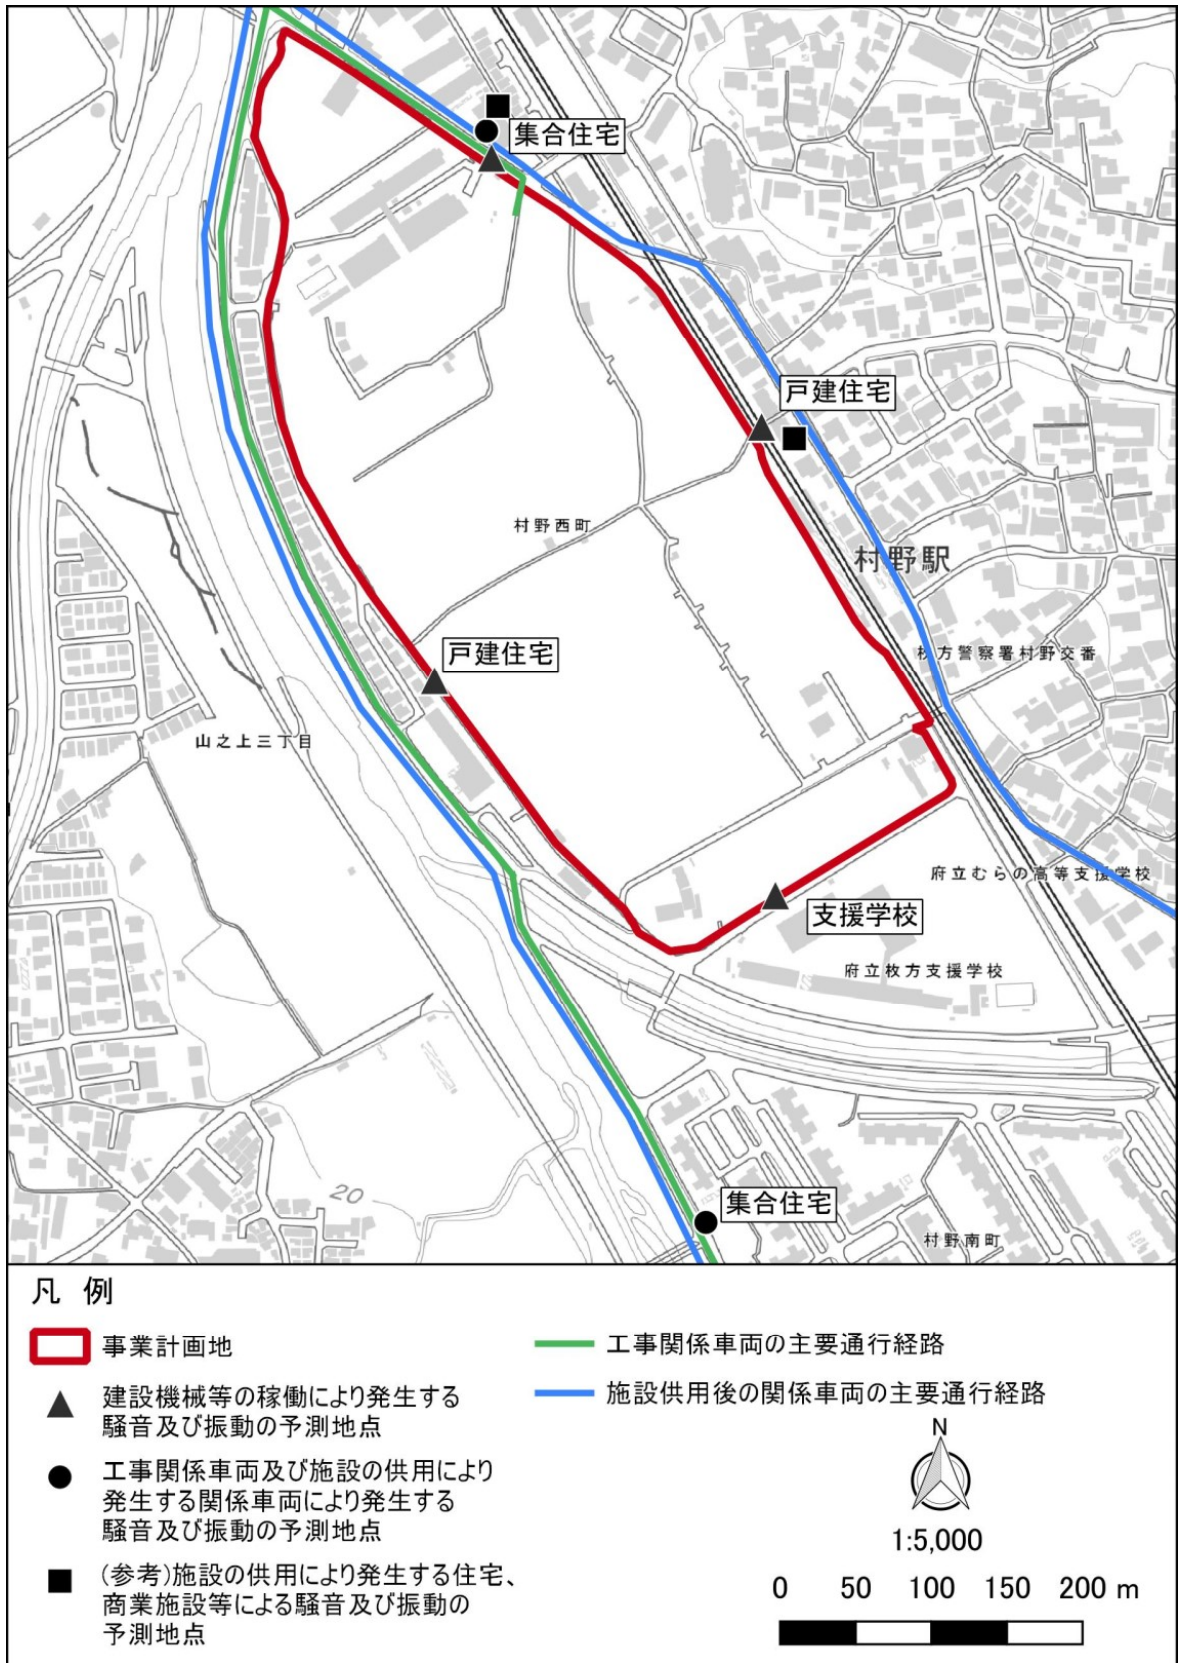 集合住宅
戸建住宅
村野西町
村野駅
戸建住宅
枚方警察署村野交番
山之上三丁目
府立むらの高等支援学校
支援学校
府立枚方支援学校
20
集合住宅
村野南町
凡 例
事業計画地
建設機械等の稼働により発生する
騒音及び振動の予測地点
工事関係車両及び施設の供用により
発生する関係車両により発生する
騒音及び振動の予測地点
(参考)施設の供用により発生する住宅、
商業施設等による騒音及び振動の
予測地点
工事関係車両の主要通行経路
施設供用後の関係車両の主要通行経路
N
1:5,000
0 50 100 150 200 m